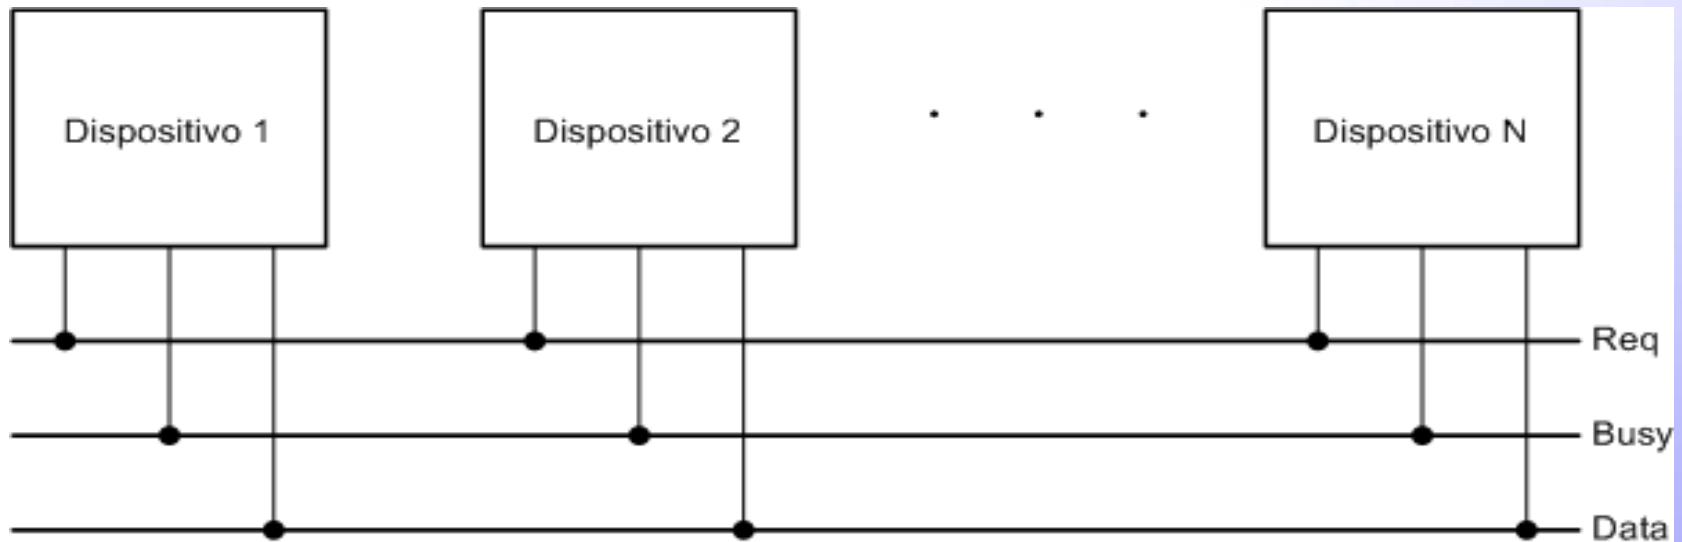 Dispositivo 1
Dispositivo 2
. . .
Dispositivo N
Req
Busy
Data